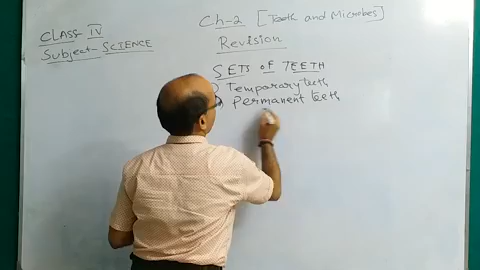 CLASS IV
Subject- SCIENCE
Ch-2 [Teeth and Microbes]
Revision
SETS OF TEETH
Temporary teeth
Permanent teeth